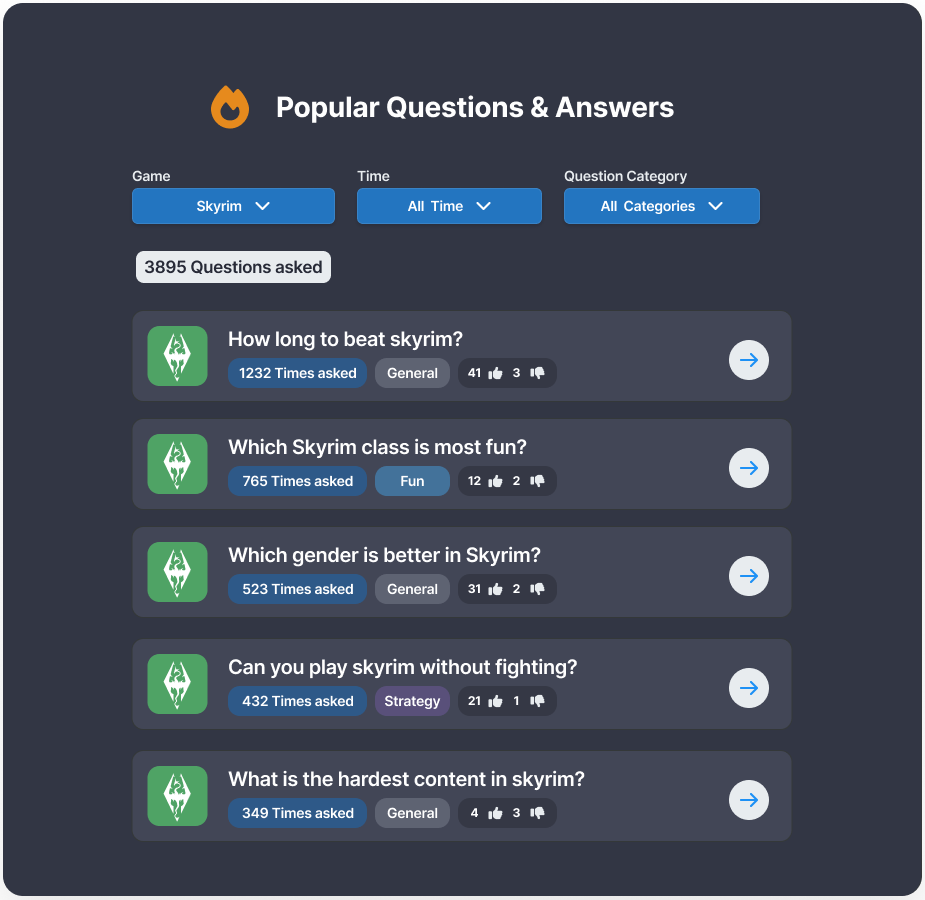 Popular Questions & Answers
Game Time Question Category
Skyrim All Time All Categories
3895 Questions asked
How long to beat skyrim?
1232 Times asked General 41 3
Which Skyrim class is most fun?
765 Times asked Fun 12 2
Which gender is better in Skyrim?
523 Times asked General 31 2
Can you play skyrim without fighting?
432 Times asked Strategy 21 1
What is the hardest content in skyrim?
349 Times asked General 4 3